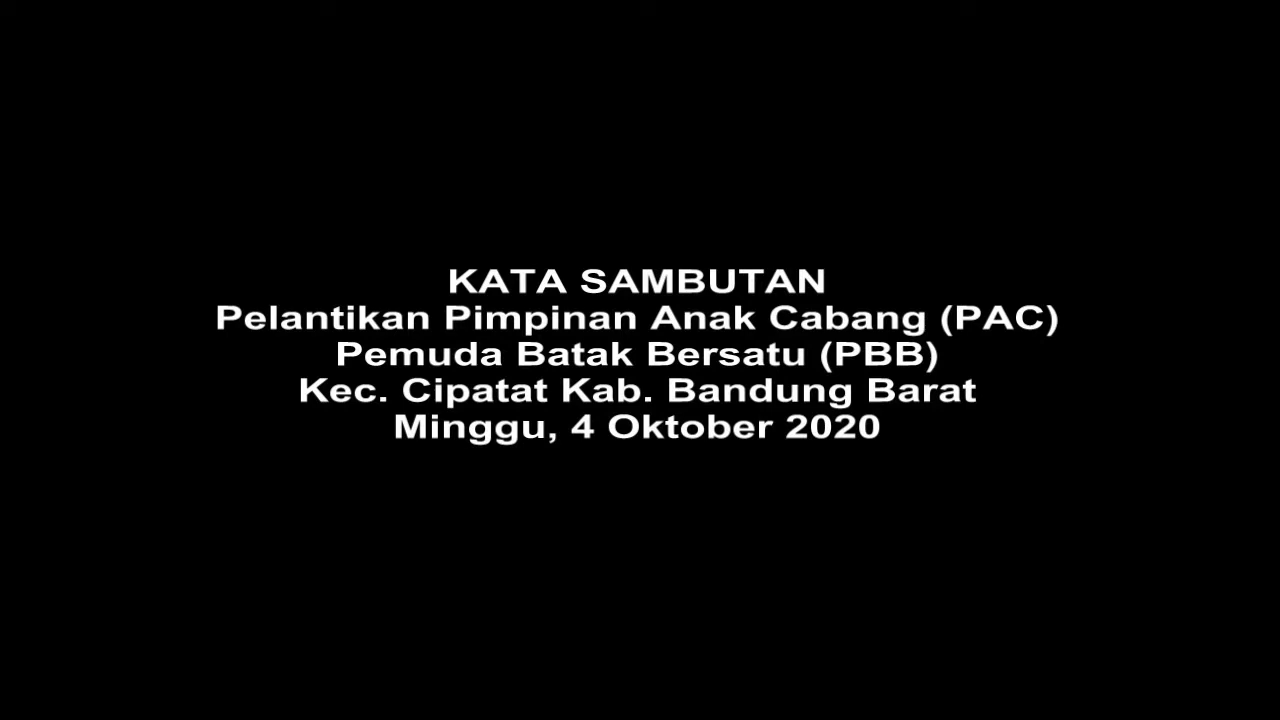 KATA SAMBUTAN
Pelantikan Pimpinan Anak Cabang (PAC)
Pemuda Batak Bersatu (PBB)
Kec. Cipatat Kab. Bandung Barat
Minggu, 4 Oktober 2020